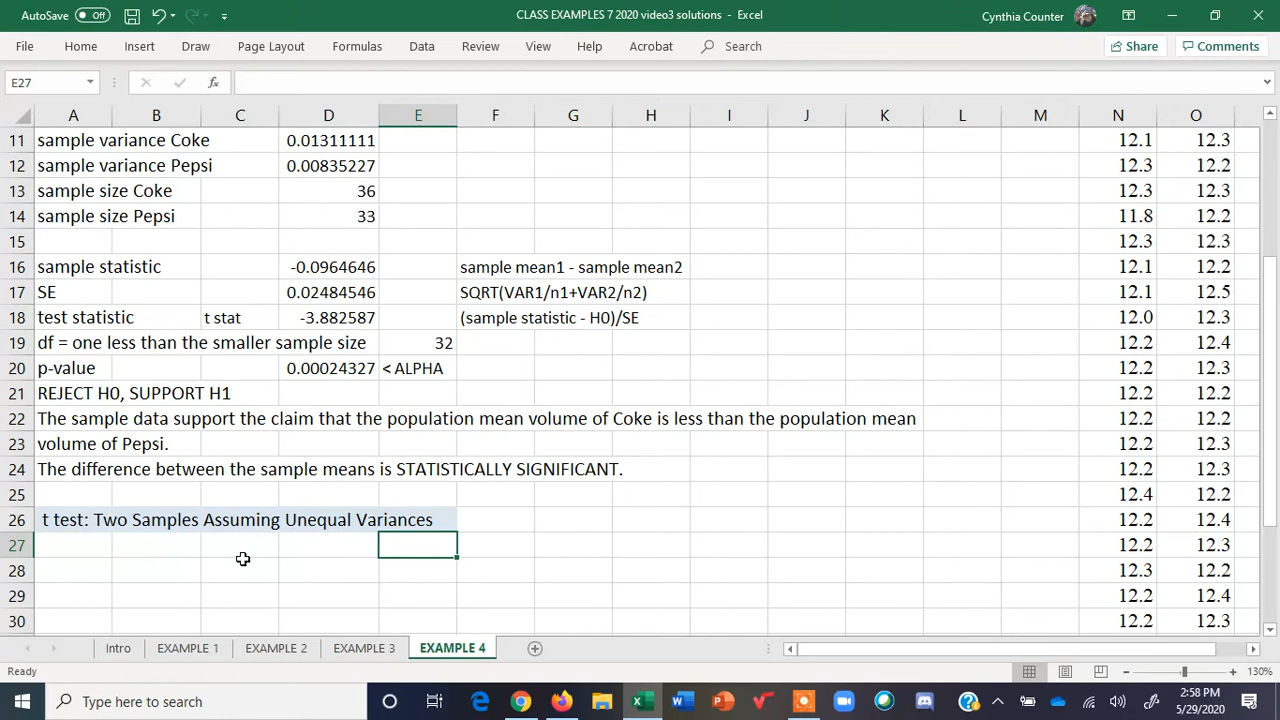 AutoSave Off CLASS EXAMPLES 7 2020 video3 solutions - Excel Cynthia Counter
File Home Insert Draw Page Layout Formulas Data Review View Help Acrobat Search Share Comments
E27 fx
A B C D E F G H I J K L M N O
11 sample variance Coke 0.01311111 12.1 12.3
12 sample variance Pepsi 0.00835227 12.3 12.2
13 sample size Coke 36 12.3 12.3
14 sample size Pepsi 33 11.8 12.2
15 12.3 12.3
16 sample statistic -0.0964646 sample mean1 - sample mean2 12.1 12.2
17 SE 0.02484546 SQRT(VAR1/n1+VAR2/n2) 12.1 12.5
18 test statistic t stat -3.882587 (sample statistic - H0)/SE 12.0 12.3
19 df = one less than the smaller sample size 32 12.2 12.4
20 p-value 0.00024327 < ALPHA 12.2 12.3
21 REJECT H0, SUPPORT H1 12.2 12.2
22 The sample data support the claim that the population mean volume of Coke is less than the population mean 12.2 12.2
23 volume of Pepsi. 12.2 12.3
24 The difference between the sample means is STATISTICALLY SIGNIFICANT. 12.2 12.3
25 12.4 12.2
26 t test: Two Samples Assuming Unequal Variances 12.2 12.4
27 12.2 12.3
28 12.3 12.2
29 12.2 12.4
30 12.2 12.3
Intro EXAMPLE 1 EXAMPLE 2 EXAMPLE 3 EXAMPLE 4
Ready 130%
Type here to search 2:58 PM
5/29/2020